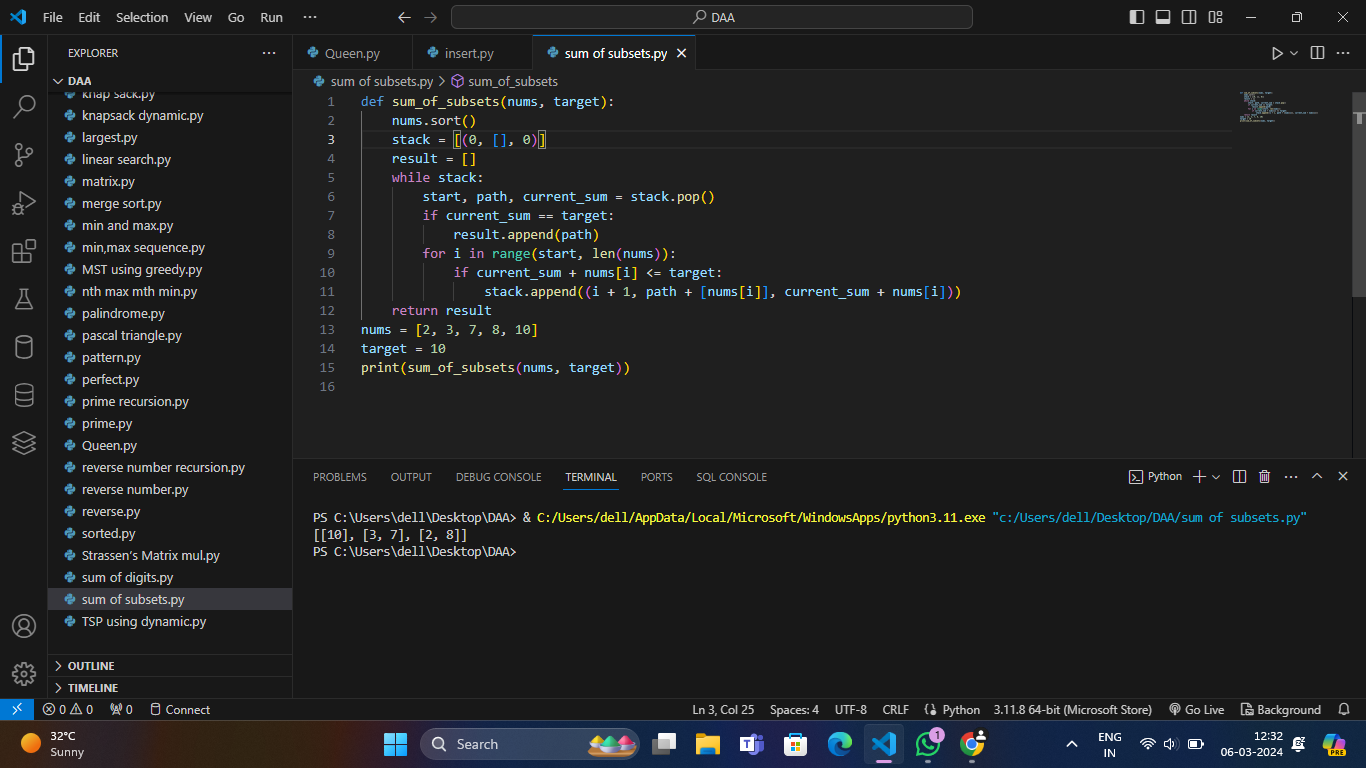 File Edit Selection View Go Run ··· DAA
EXPLORER ···
DAA
knap sack.py
knapsack dynamic.py
largest.py
linear search.py
matrix.py
merge sort.py
min and max.py
min,max sequence.py
MST using greedy.py
nth max mth min.py
palindrome.py
pascal triangle.py
pattern.py
perfect.py
prime recursion.py
prime.py
Queen.py
reverse number recursion.py
reverse number.py
reverse.py
sorted.py
Strassen's Matrix mul.py
sum of digits.py
sum of subsets.py
TSP using dynamic.py
OUTLINE
TIMELINE
Queen.py insert.py sum of subsets.py
sum of subsets.py > sum_of_subsets
1 def sum_of_subsets(nums, target):
2 nums.sort()
3 stack = [(0, [], 0)]
4 result = []
5 while stack:
6 start, path, current_sum = stack.pop()
7 if current_sum == target:
8 result.append(path)
9 for i in range(start, len(nums)):
10 if current_sum + nums[i] <= target:
11 stack.append((i + 1, path + [nums[i]], current_sum + nums[i]))
12 return result
13 nums = [2, 3, 7, 8, 10]
14 target = 10
15 print(sum_of_subsets(nums, target))
16
PROBLEMS OUTPUT DEBUG CONSOLE TERMINAL PORTS SQL CONSOLE Python
PS C:\Users\dell\Desktop\DAA> & C:/Users/dell/AppData/Local/Microsoft/WindowsApps/python3.11.exe "c:/Users/dell/Desktop/DAA/sum of subsets.py"
[[10], [3, 7], [2, 8]]
PS C:\Users\dell\Desktop\DAA>
0 0 0 Connect Ln 3, Col 25 Spaces: 4 UTF-8 CRLF Python 3.11.8 64-bit (Microsoft Store) Go Live Background
32°C
Sunny
Search
1
ENG
IN
12:32
06-03-2024
PRE